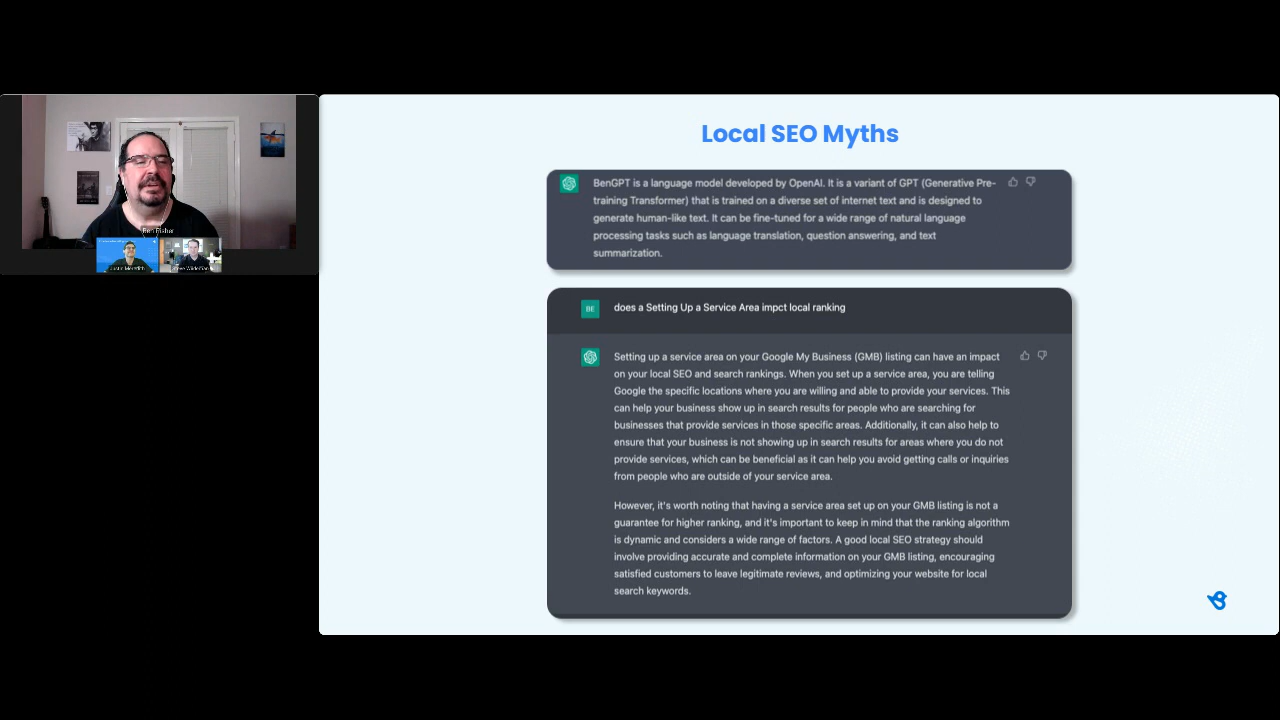 Local SEO Myths
BenGPT is a language model developed by OpenAI. It is a variant of GPT (Generative Pre-
training Transformer) that is trained on a diverse set of internet text and is designed to
generate human-like text. It can be fine-tuned for a wide range of natural language
processing tasks such as language translation, question answering, and text
summarization.
BE
does a Setting Up a Service Area impct local ranking
Setting up a service area on your Google My Business (GMB) listing can have an impact
on your local SEO and search rankings. When you set up a service area, you are telling
Google the specific locations where you are willing and able to provide your services. This
can help your business show up in search results for people who are searching for
businesses that provide services in those specific areas. Additionally, it can also help to
ensure that your business is not showing up in search results for areas where you do not
provide services, which can be beneficial as it can help you avoid getting calls or inquiries
from people who are outside of your service area.
However, it's worth noting that having a service area set up on your GMB listing is not a
guarantee for higher ranking, and it's important to keep in mind that the ranking algorithm
is dynamic and considers a wide range of factors. A good local SEO strategy should
involve providing accurate and complete information on your GMB listing, encouraging
satisfied customers to leave legitimate reviews, and optimizing your website for local
search keywords.
Ben Fisher
Meredith